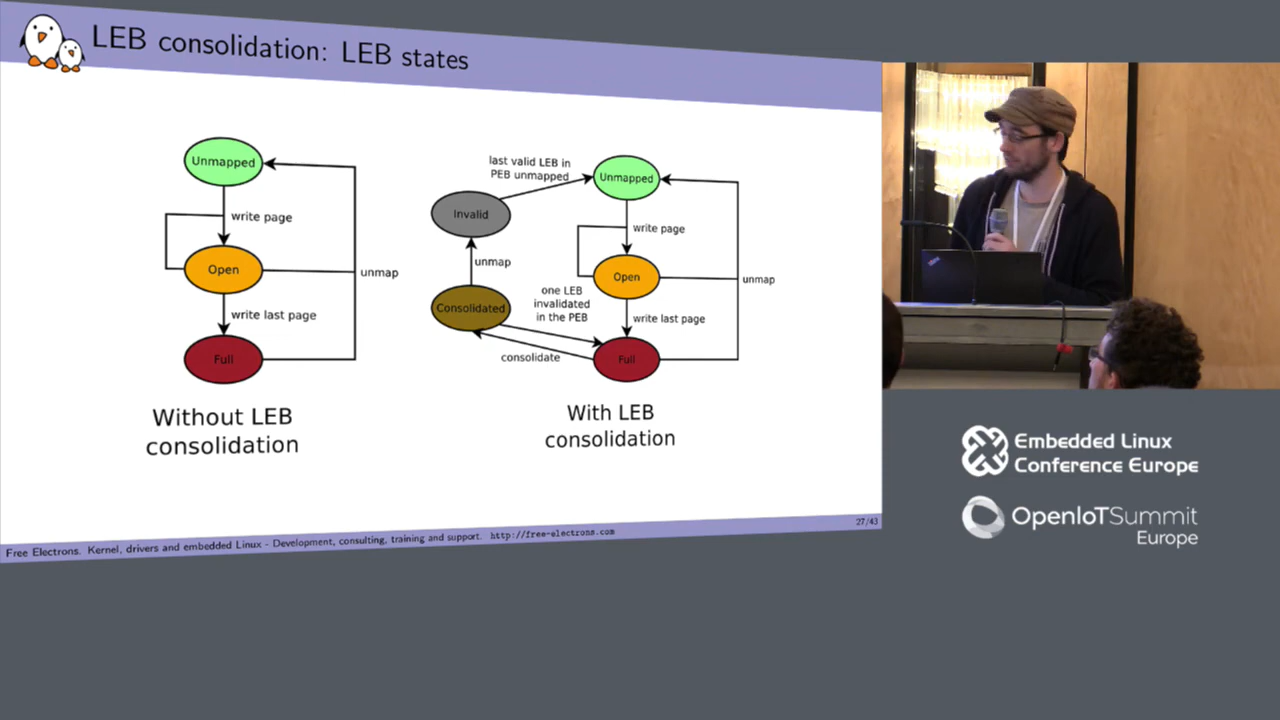 LEB consolidation: LEB states
Unmapped
write page
Open
unmap
write last page
Full
Without LEB
consolidation
last valid LEB in
PEB unmapped
Unmapped
Invalid
write page
unmap
Open
unmap
one LEB
invalidated
in the PEB
Consolidated
write last page
consolidate
Full
With LEB
consolidation
27/43
Free Electrons. Kernel, drivers and embedded Linux - Development, consulting, training and support. http://free-electrons.com
Embedded Linux
Conference Europe
OpenIoTSummit
Europe